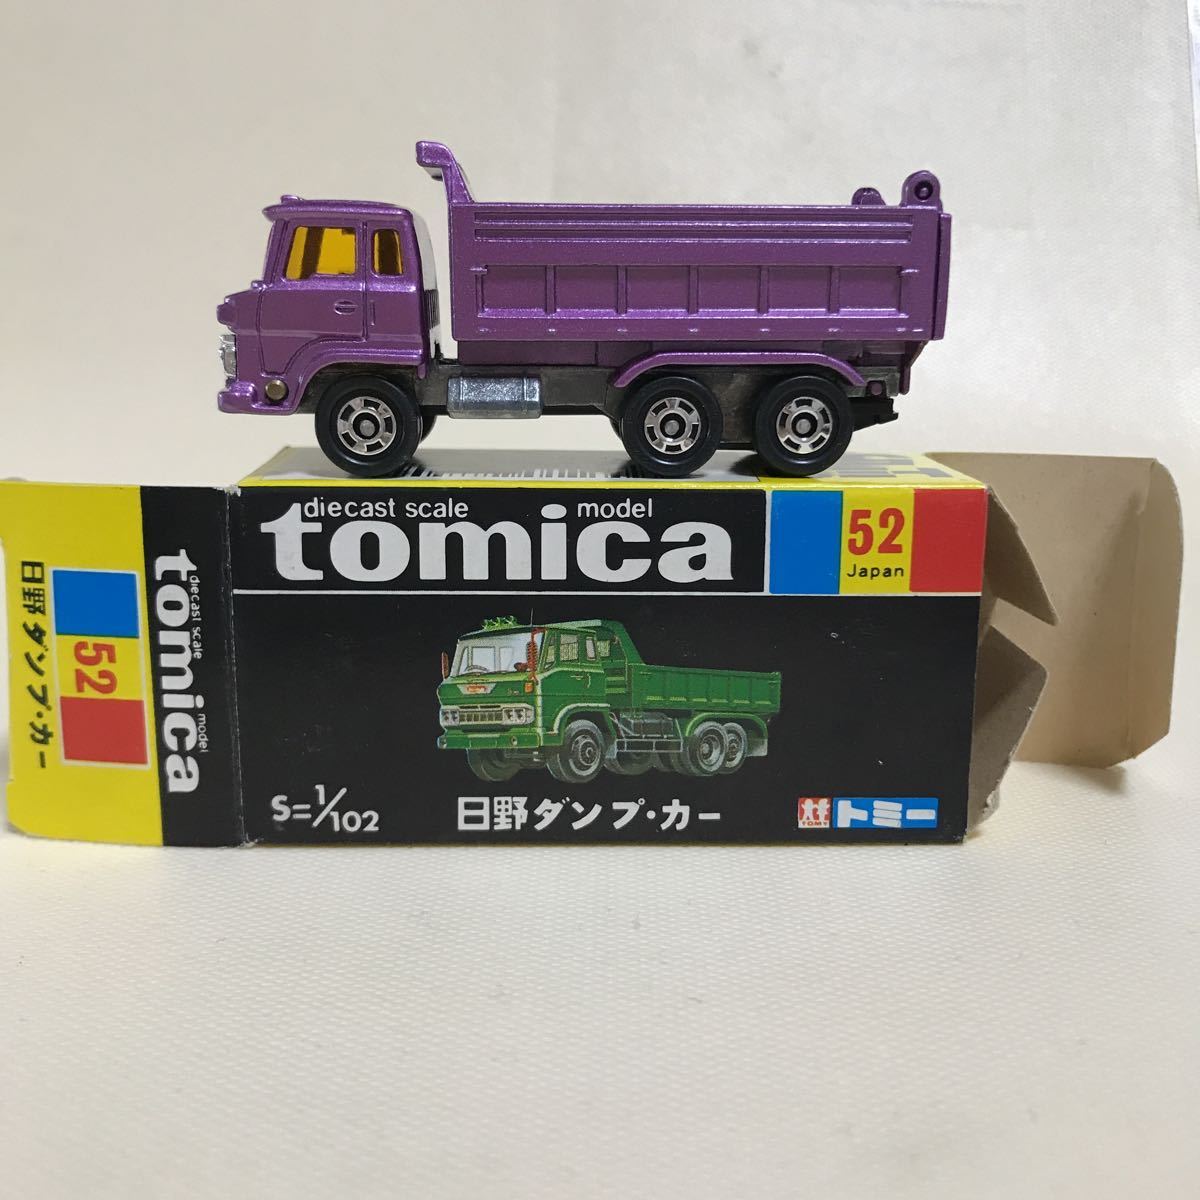 diecast scale model
tomica
52
Japan
S=1/102
日野ダンプ・カー
TOMY
トミー
diecast scale model
tomica
52
日野ダンプ・カー